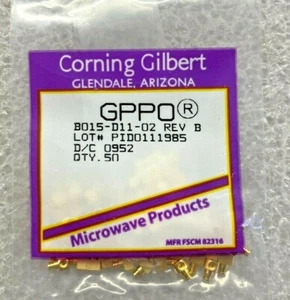 Corning Gilbert
GLENDALE, ARIZONA
GPPO®
B015-D11-02 REV B
LOT# PID0111985
D/C 0952
QTY.50
Microwave Products
MFR FSCM 82316